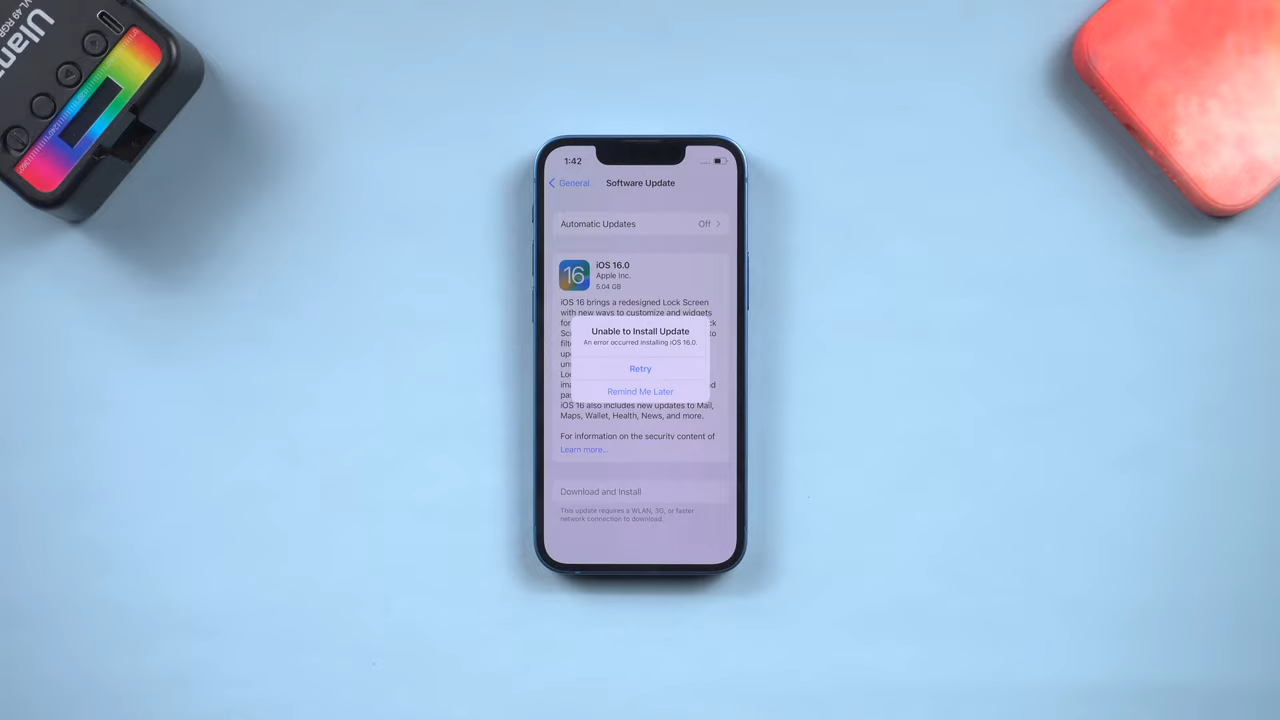 VL49 RGB
Ulanz
1:42
General
Software Update
Automatic Updates
Off
16
iOS 16.0
Apple Inc.
5.04 GB
iOS 16 brings a redesigned Lock Screen
with new ways to customize and widgets
Unable to Install Update
An error occurred installing iOS 16.0.
Retry
Remind Me Later
iOS 16 also includes new updates to Mail,
Maps, Wallet, Health, News, and more.
For information on the security content of
Learn more...
Download and Install
This update requires a WLAN, 3G, or faster
network connection to download.